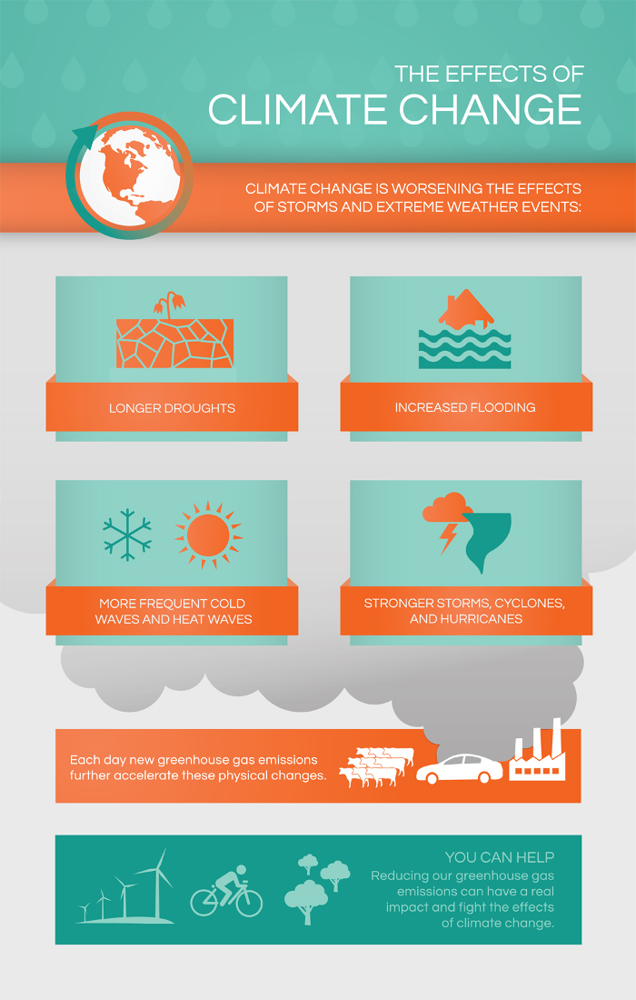 THE EFFECTS OF
CLIMATE CHANGE
CLIMATE CHANGE IS WORSENING THE EFFECTS
OF STORMS AND EXTREME WEATHER EVENTS:
LONGER DROUGHTS
INCREASED FLOODING
MORE FREQUENT COLD
WAVES AND HEAT WAVES
STRONGER STORMS, CYCLONES,
AND HURRICANES
Each day new greenhouse gas emissions
further accelerate these physical changes.
YOU CAN HELP
Reducing our greenhouse gas
emissions can have a real
impact and fight the effects
of climate change.